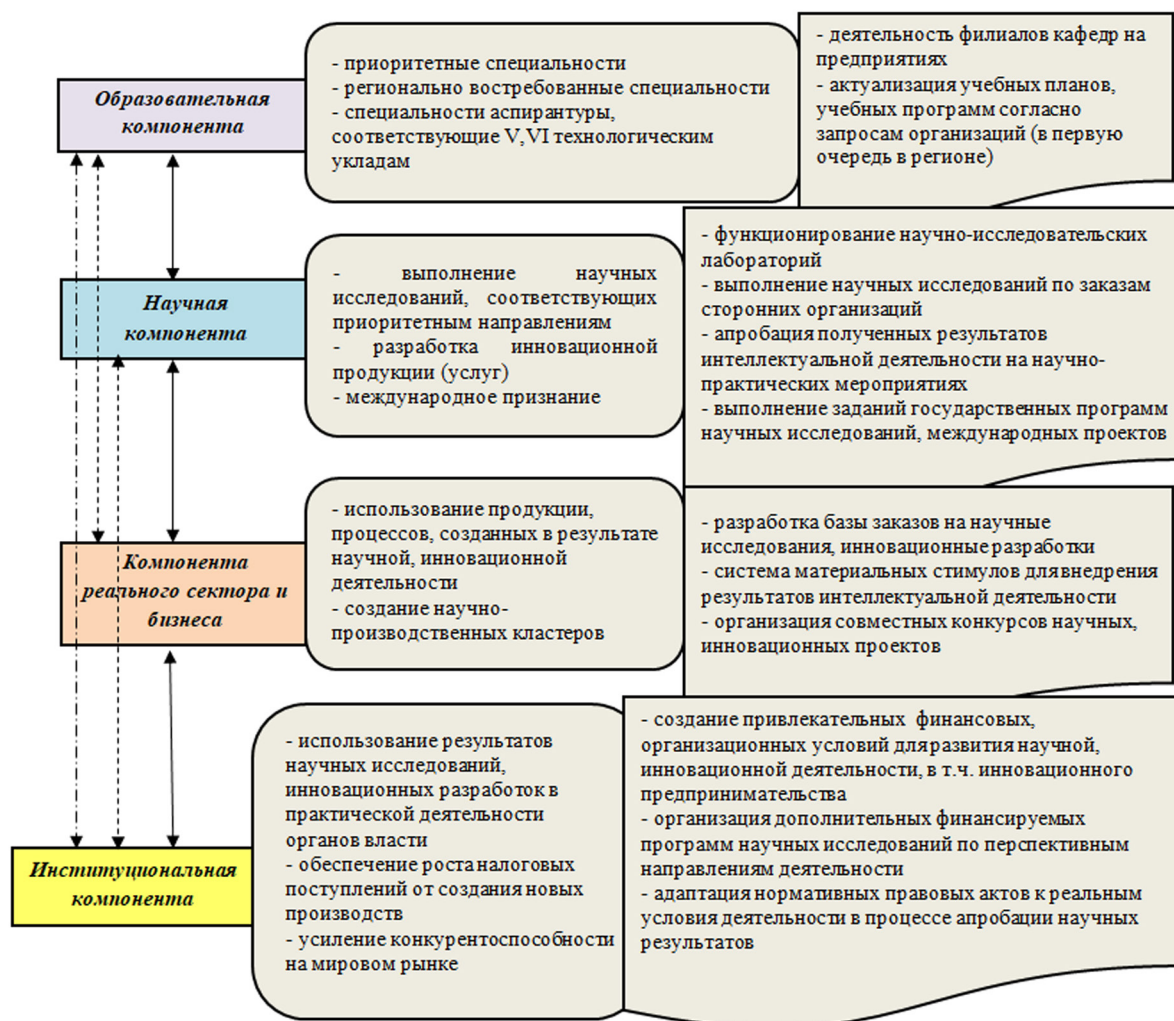 Образовательная
компонента
- приоритетные специальности
- регионально востребованные специальности
- специальности аспирантуры,
соответствующие V,VI технологическим
укладам
- деятельность филиалов кафедр на
предприятиях
- актуализация учебных планов,
учебных программ согласно
запросам организаций (в первую
очередь в регионе)
Научная
компонента
- выполнение научных
исследований, соответствующих
приоритетным направлениям
- разработка инновационной
продукции (услуг)
- международное признание
- функционирование научно-исследовательских
лабораторий
- выполнение научных исследований по заказам
сторонних организаций
- апробация полученных результатов
интеллектуальной деятельности на научно-
практических мероприятиях
- выполнение заданий государственных программ
научных исследований, международных проектов
Компонента
реального сектора и
бизнеса
- использование продукции,
процессов, созданных в результате
научной, инновационной
деятельности
- создание научно-
производственных кластеров
- разработка базы заказов на научные
исследования, инновационные разработки
- система материальных стимулов для внедрения
результатов интеллектуальной деятельности
- организация совместных конкурсов научных,
инновационных проектов
Институциональная
компонента
- использование результатов
научных исследований,
инновационных разработок в
практической деятельности
органов власти
- обеспечение роста налоговых
поступлений от создания новых
производств
- усиление конкурентоспособности
на мировом рынке
- создание привлекательных финансовых,
организационных условий для развития научной,
инновационной деятельности, в т.ч. инновационного
предпринимательства
- организация дополнительных финансируемых
программ научных исследований по перспективным
направлениям деятельности
- адаптация нормативных правовых актов к реальным
условия деятельности в процессе апробации научных
результатов